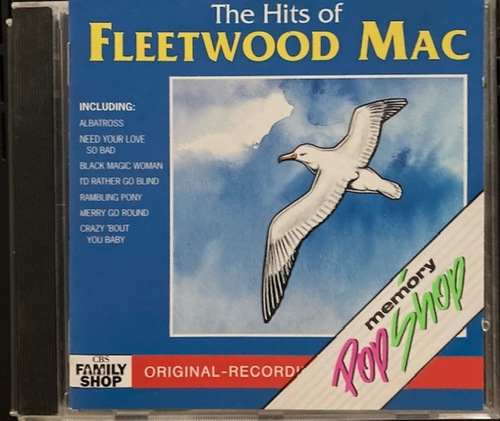 The Hits of
FLEETWOOD MAC
INCLUDING:
ALBATROSS
NEED YOUR LOVE
SO BAD
BLACK MAGIC WOMAN
I'D RATHER GO BLIND
RAMBLING PONY
MERRY GO ROUND
CRAZY 'BOUT
YOU BABY
memory
POP SHOP
CBS
FAMILY
SHOP
ORIGINAL-RECORDI